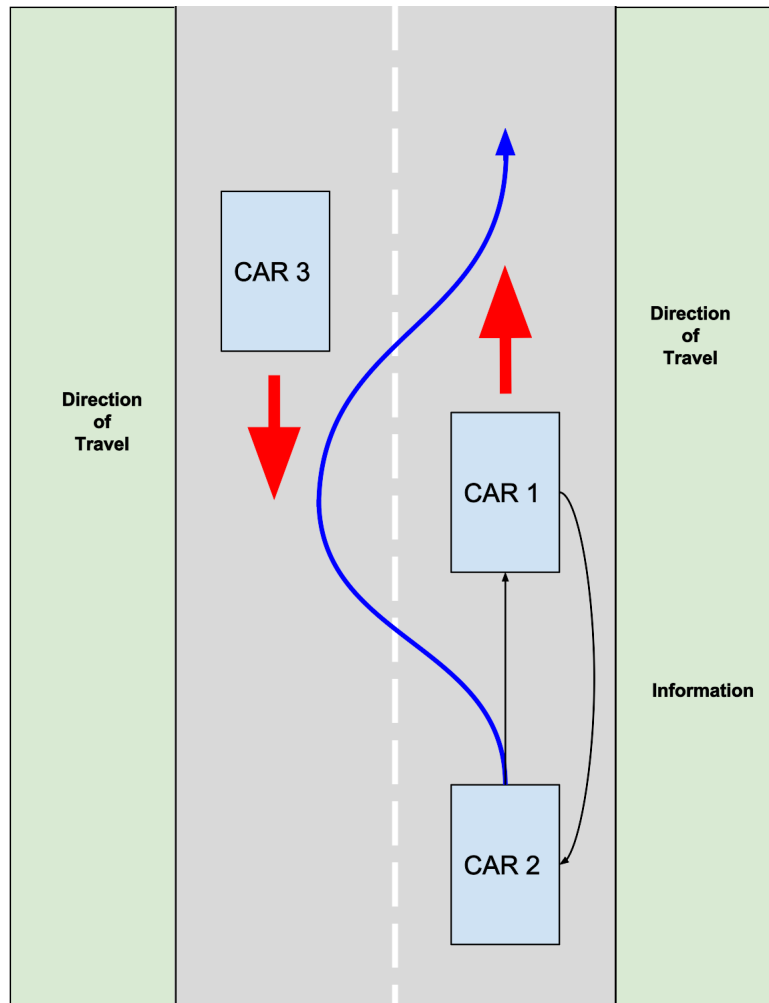 CAR 3
Direction
of
Travel
Direction
of
Travel
CAR 1
Information
CAR 2